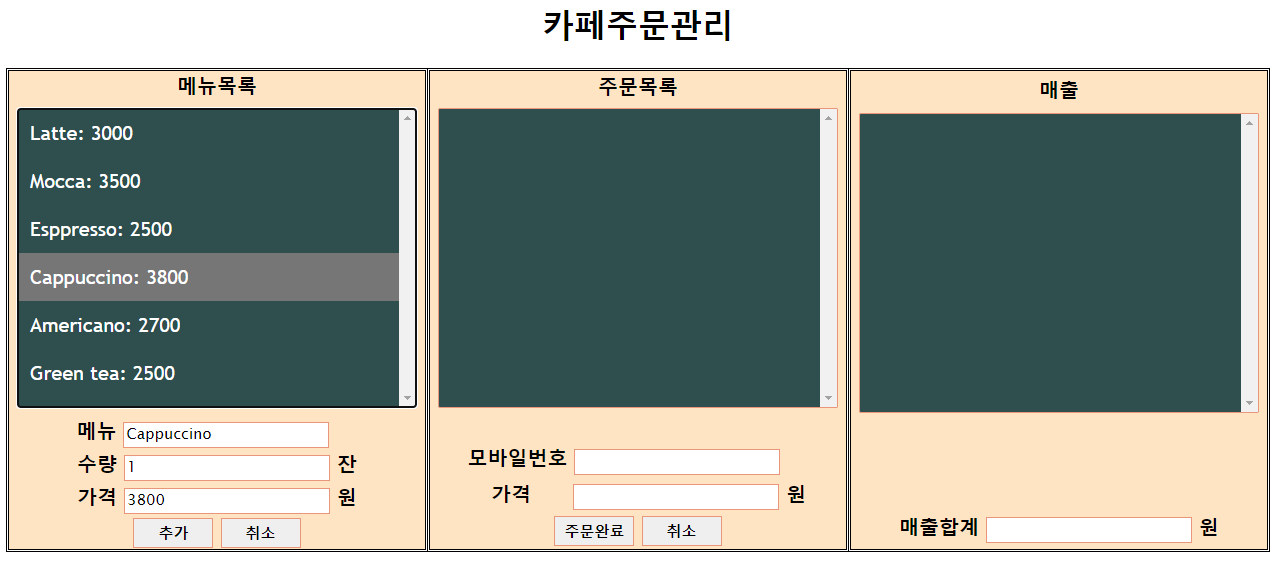 카페주문관리
메뉴목록
Latte: 3000
Mocca: 3500
Esppresso: 2500
Cappuccino: 3800
Americano: 2700
Green tea: 2500
메뉴 Cappuccino
수량 1 잔
가격 3800 원
추가 취소
주문목록
모바일번호
가격 원
주문완료 취소
매출
매출합계 원